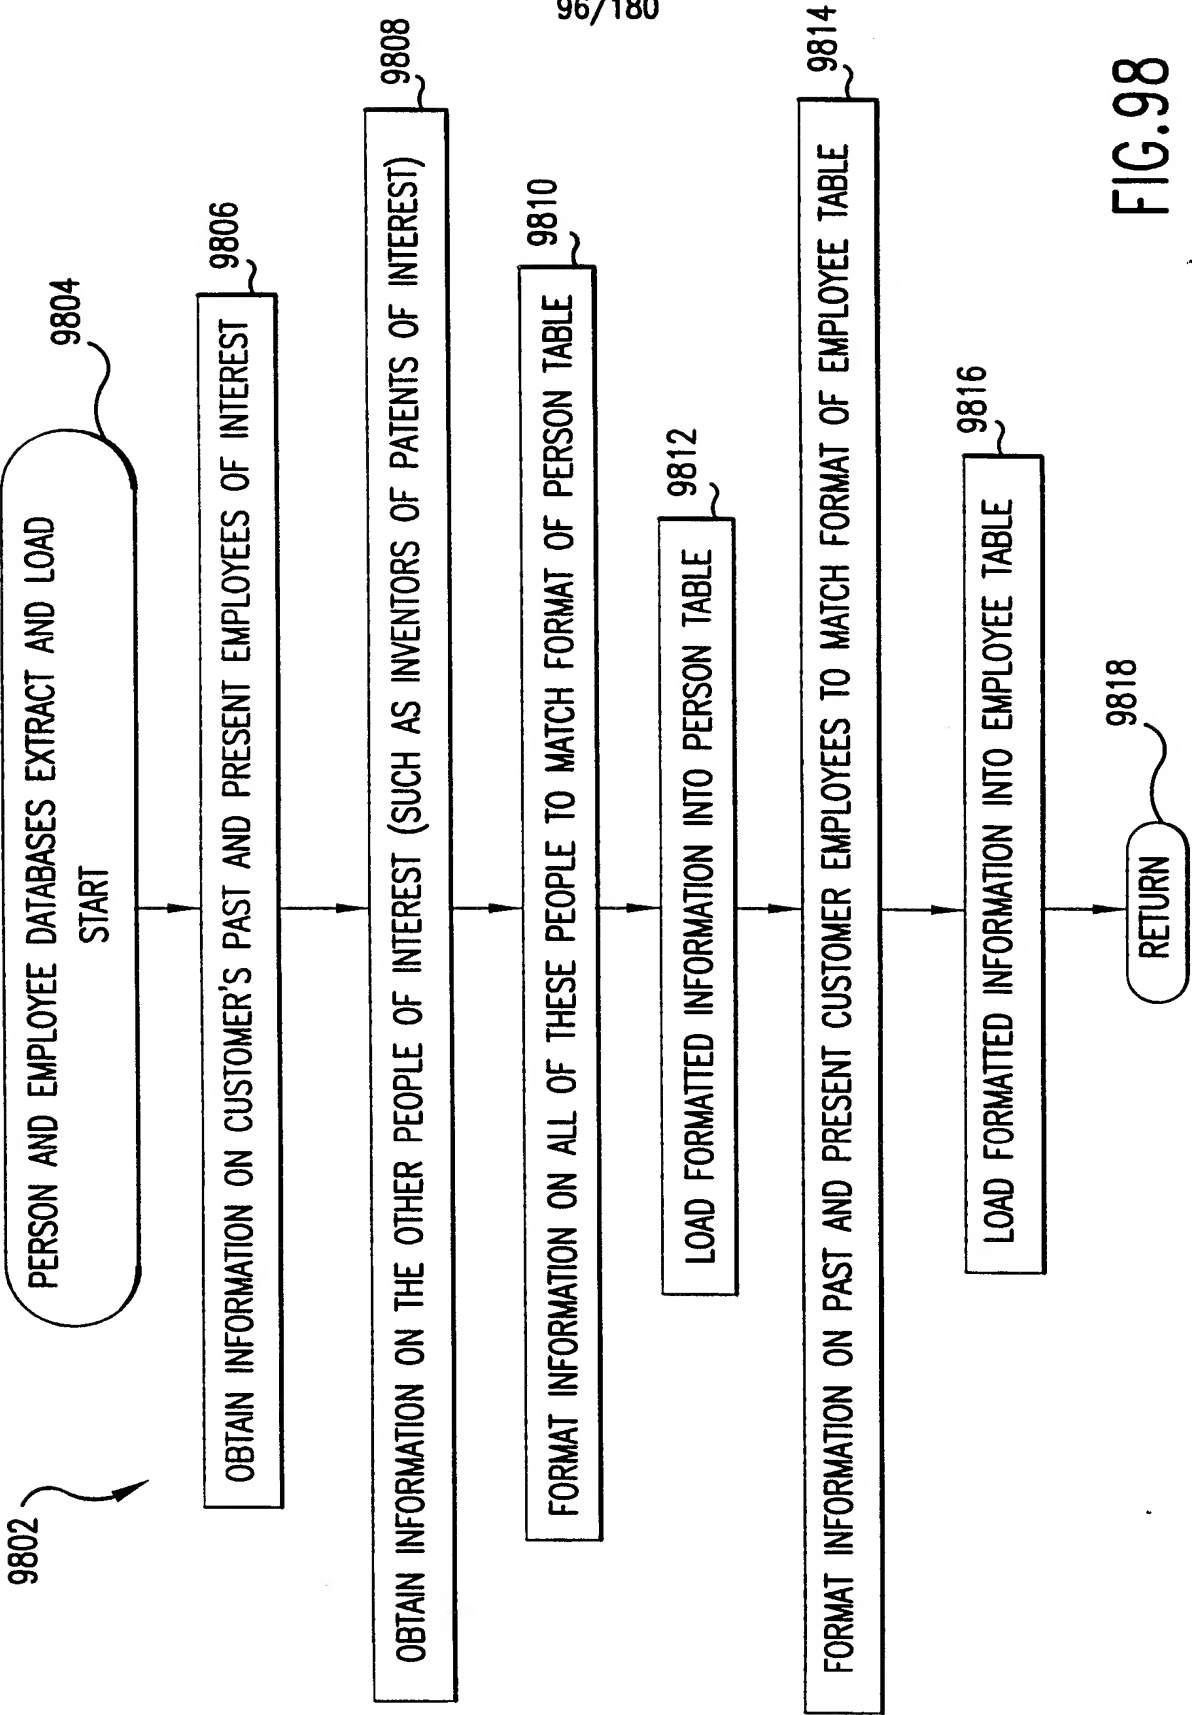 96/180
9802
PERSON AND EMPLOYEE DATABASES EXTRACT AND LOAD
START
9804
OBTAIN INFORMATION ON CUSTOMER'S PAST AND PRESENT EMPLOYEES OF INTEREST
9806
OBTAIN INFORMATION ON THE OTHER PEOPLE OF INTEREST (SUCH AS INVENTORS OF PATENTS OF INTEREST)
9808
FORMAT INFORMATION ON ALL OF THESE PEOPLE TO MATCH FORMAT OF PERSON TABLE
9810
LOAD FORMATTED INFORMATION INTO PERSON TABLE
9812
FORMAT INFORMATION ON PAST AND PRESENT CUSTOMER EMPLOYEES TO MATCH FORMAT OF EMPLOYEE TABLE
9814
LOAD FORMATTED INFORMATION INTO EMPLOYEE TABLE
9816
RETURN
9818
FIG.98